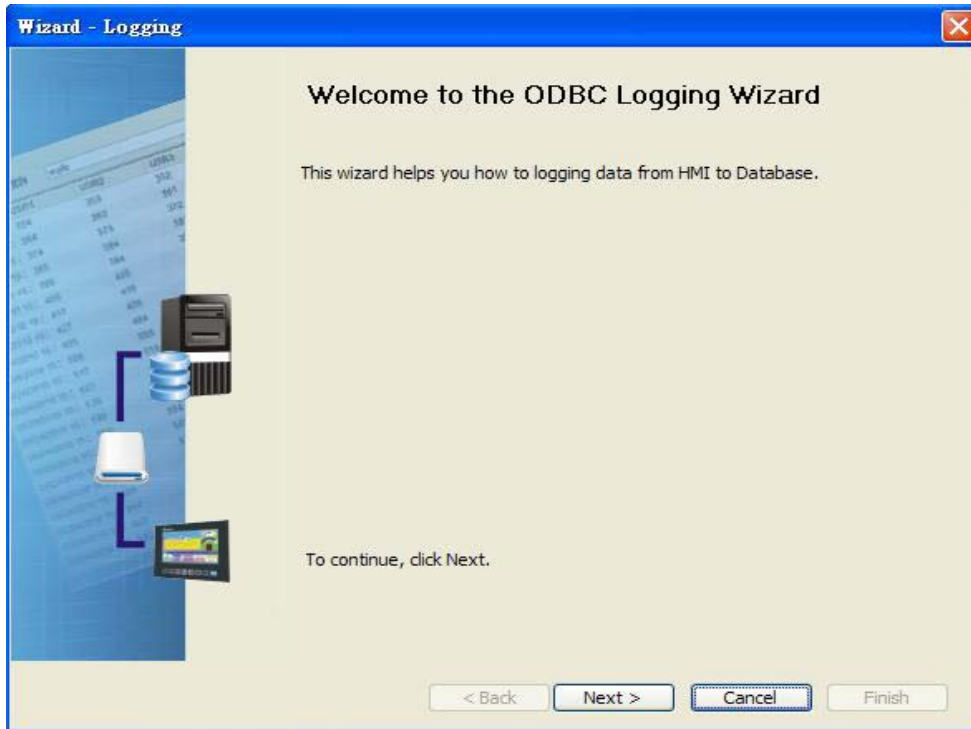 Wizard - Logging
Welcome to the ODBC Logging Wizard
This wizard helps you how to logging data from HMI to Database.
To continue, click Next.
< Back
Next >
Cancel
Finish